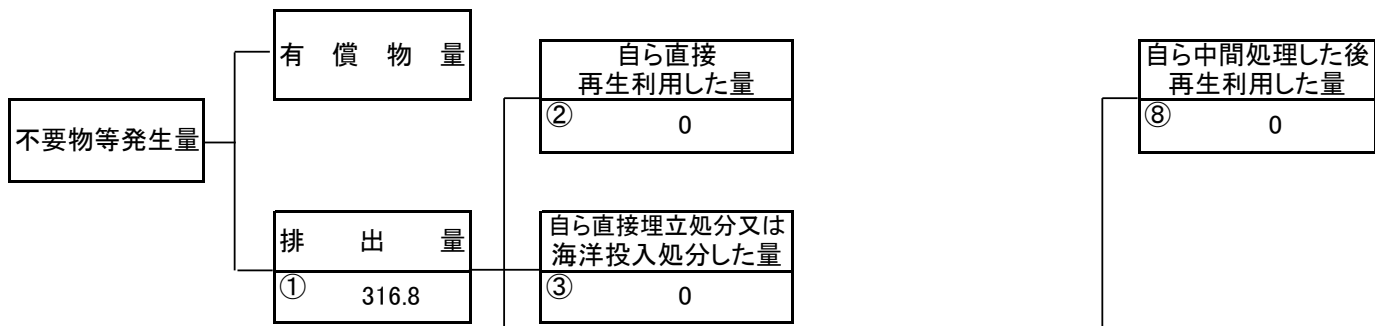 有償物量
自ら直接
再生利用した量
② 0
自ら中間処理した後
再生利用した量
⑧ 0
不要物等発生量
排出量
① 316.8
自ら直接埋立処分又は
海洋投入処分した量
③ 0